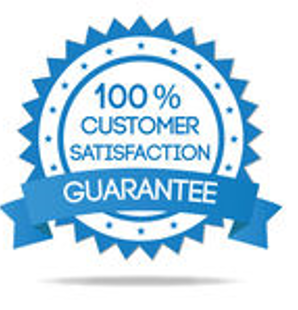 100 %
CUSTOMER
SATISFACTION
GUARANTEE